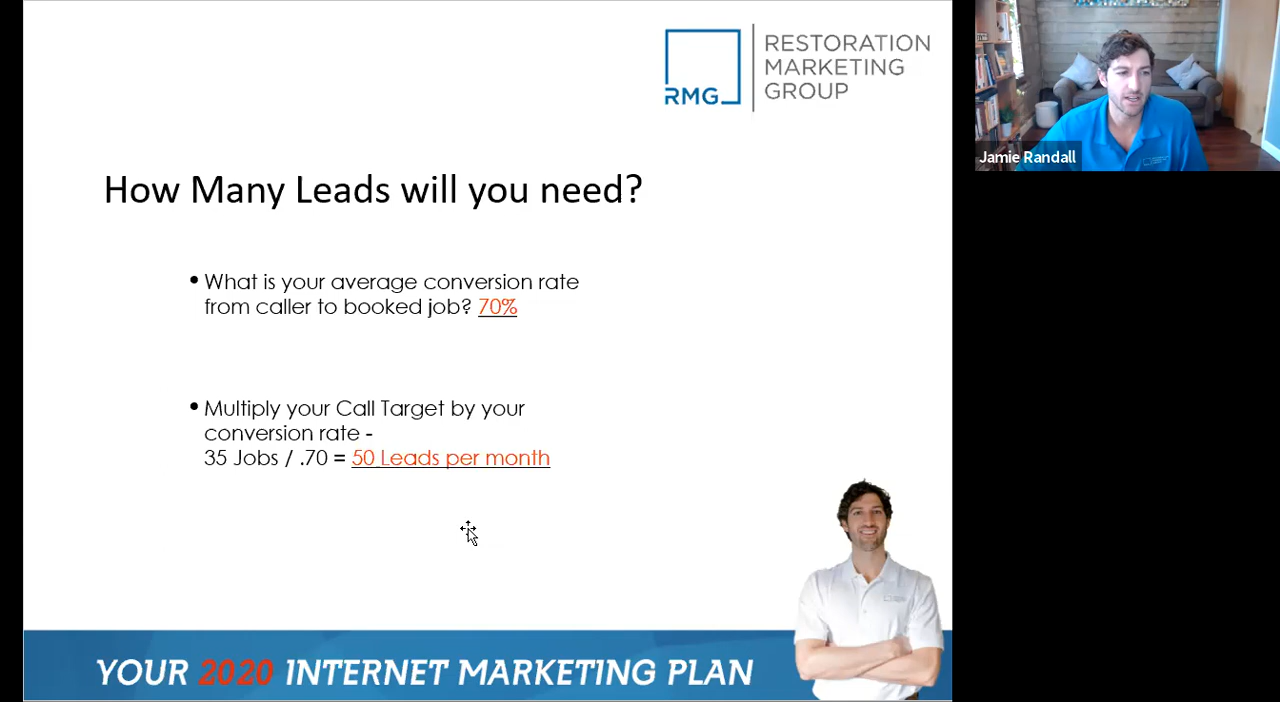 RMG
RESTORATION
MARKETING
GROUP
Jamie Randall
How Many Leads will you need?
• What is your average conversion rate
from caller to booked job? 70%
• Multiply your Call Target by your
conversion rate -
35 Jobs / .70 = 50 Leads per month
YOUR 2020 INTERNET MARKETING PLAN